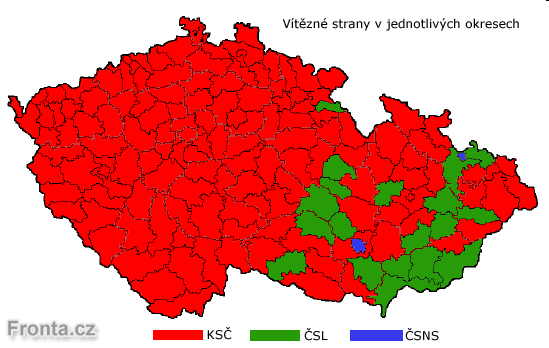 Vítězné strany v jednotlivých okresech
Fronta.cz
KSČ
ČSL
ČSNS